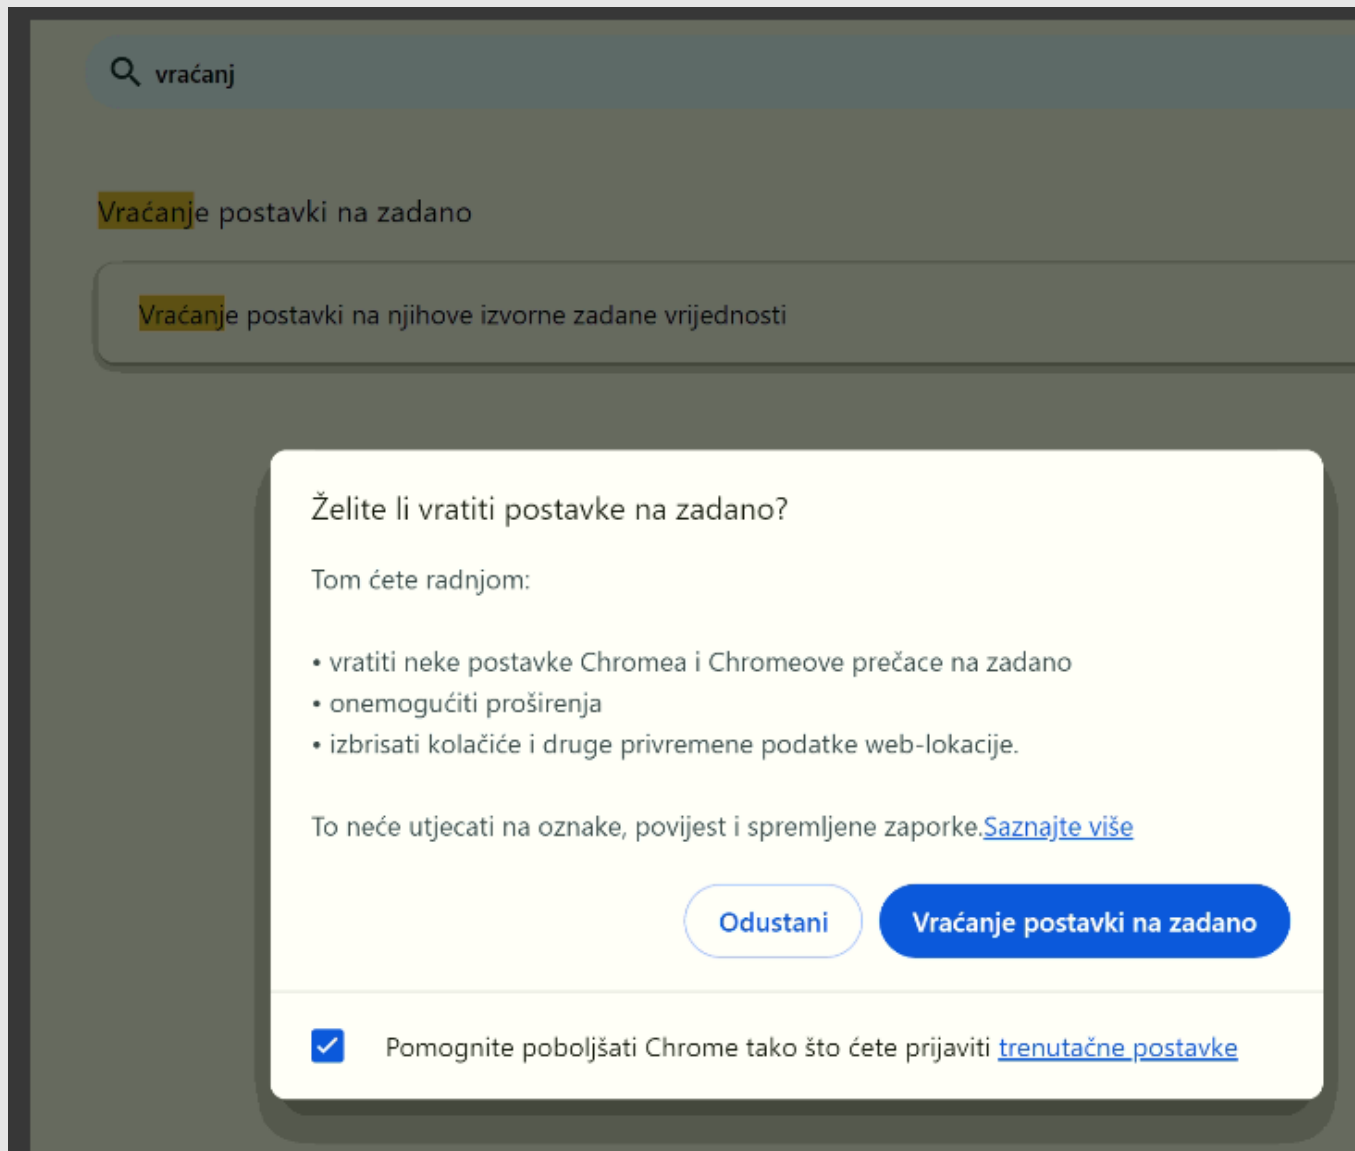 vraćanj
Vraćanje postavki na zadano
Vraćanje postavki na njihove izvorne zadane vrijednosti
Želite li vratiti postavke na zadano?
Tom ćete radnjom:
• vratiti neke postavke Chromea i Chromeove prečace na zadano
• onemogućiti proširenja
• izbrisati kolačiće i druge privremene podatke web-lokacije.
To neće utjecati na oznake, povijest i spremljene zaporke.Saznajte više
Odustani Vraćanje postavki na zadano
Pomognite poboljšati Chrome tako što ćete prijaviti trenutačne postavke